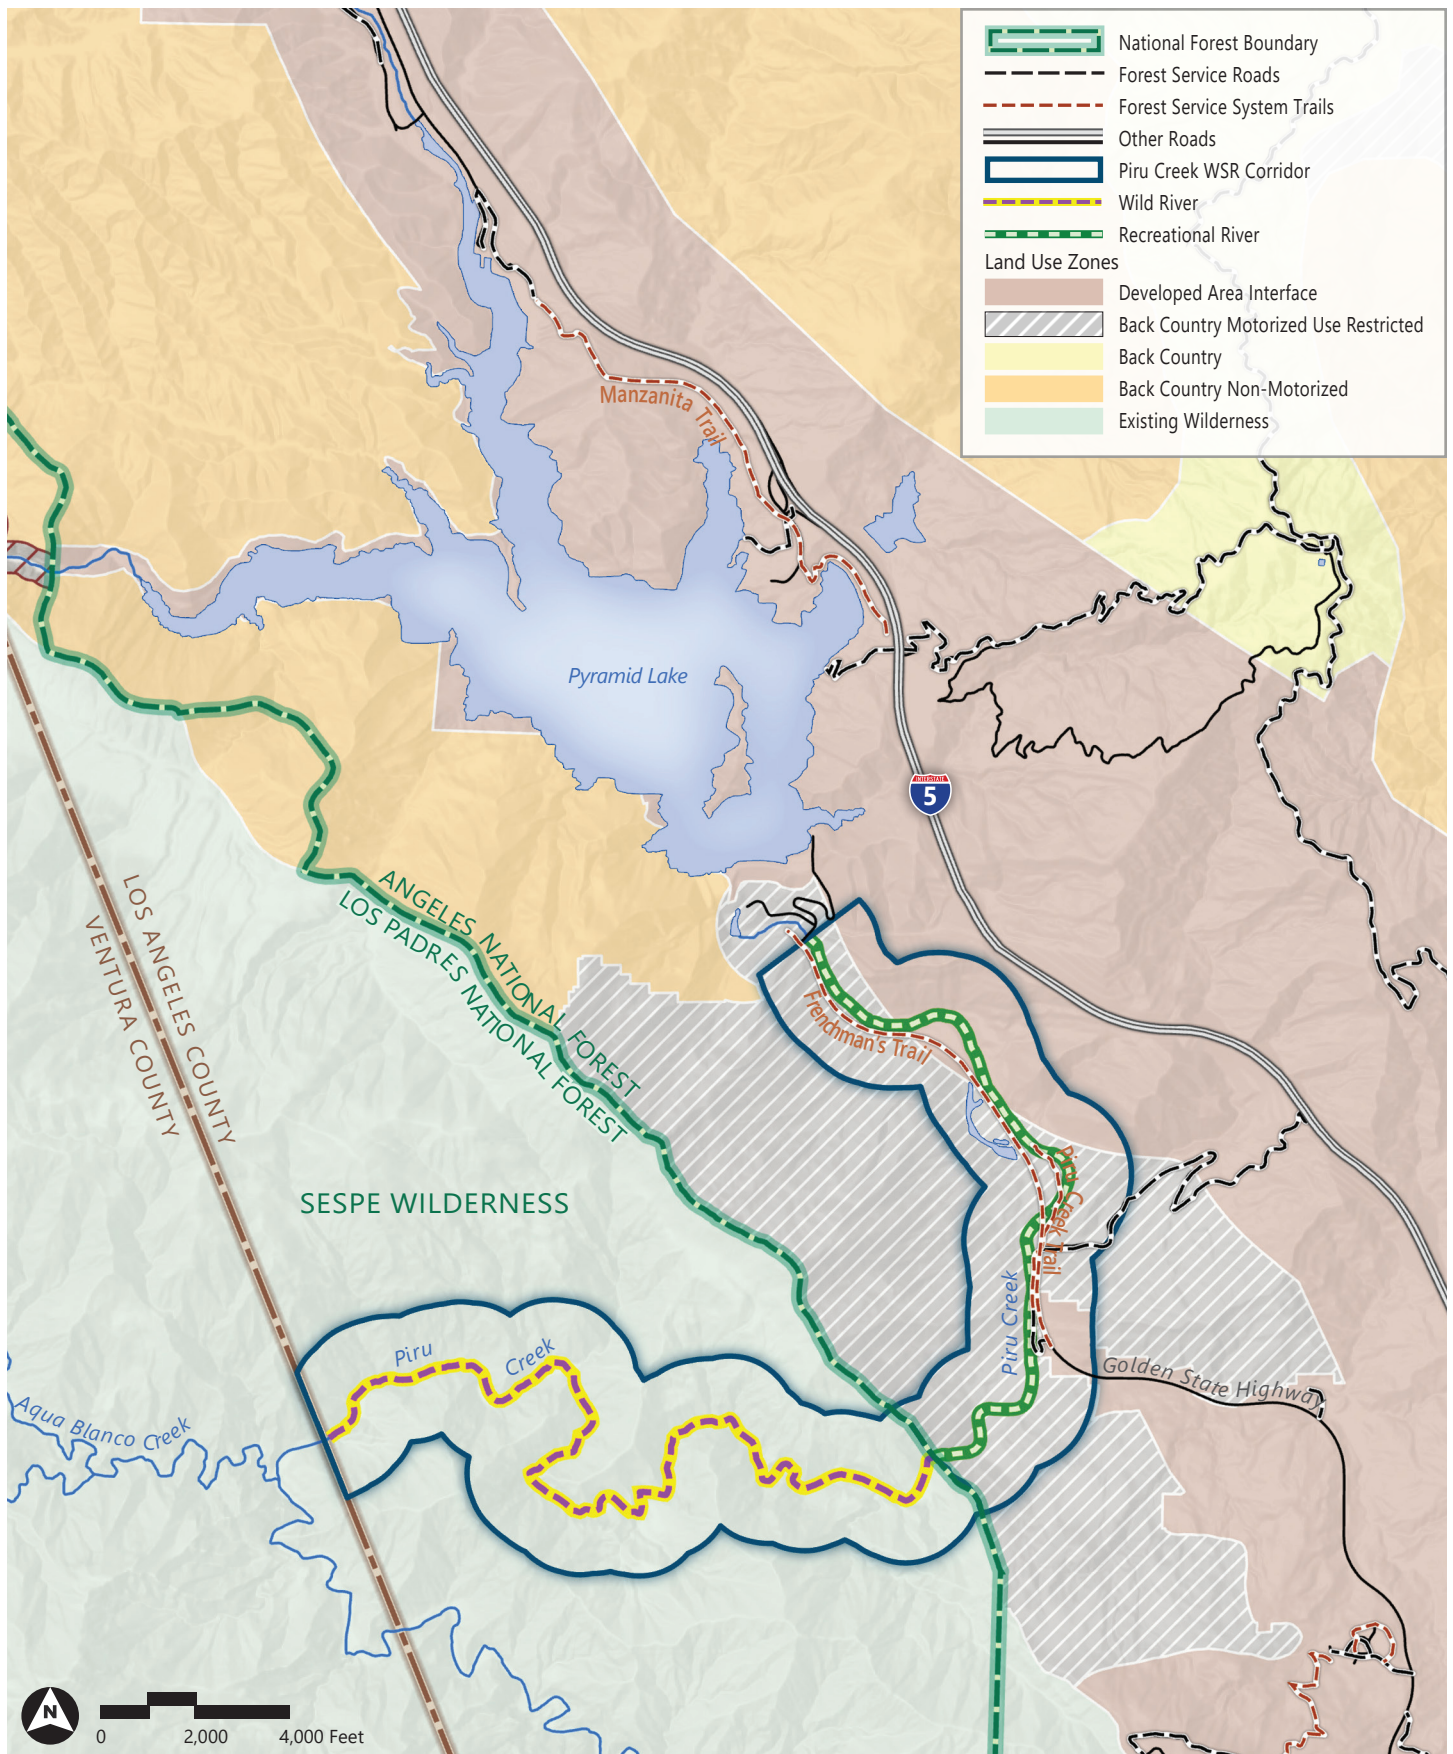 National Forest Boundary
Forest Service Roads
Forest Service System Trails
Other Roads
Piru Creek WSR Corridor
Wild River
Recreational River
Land Use Zones
Developed Area Interface
Back Country Motorized Use Restricted
Back Country
Back Country Non-Motorized
Existing Wilderness
Manzanita Trail
Pyramid Lake
INTERSTATE
5
ANGELES NATIONAL FOREST
LOS PADRES NATIONAL FOREST
LOS ANGELES COUNTY
VENTURA COUNTY
Frenchman's Trail
Piru Creek Trail
SESPE WILDERNESS
Piru Creek
Piru Creek
Golden State Highway
Aqua Blanco Creek
N
0 2,000 4,000 Feet